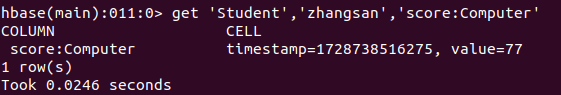 hbase(main):011:0> get 'Student','zhangsan','score:Computer'
COLUMN                CELL
 score:Computer       timestamp=1728738516275, value=77
1 row(s)
Took 0.0246 seconds